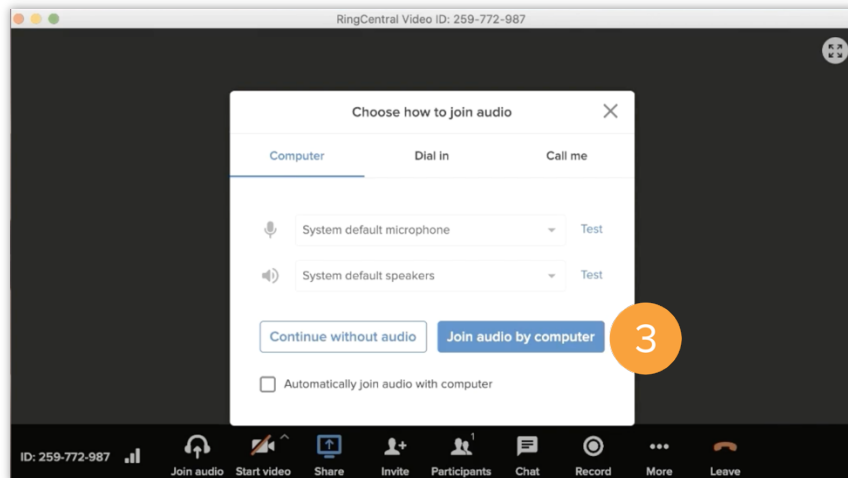 RingCentral Video ID: 259-772-987
Choose how to join audio
Computer Dial in Call me
System default microphone Test
System default speakers Test
Continue without audio Join audio by computer 3
Automatically join audio with computer
1
ID: 259-772-987 Join audio Start video Share Invite Participants Chat Record More Leave